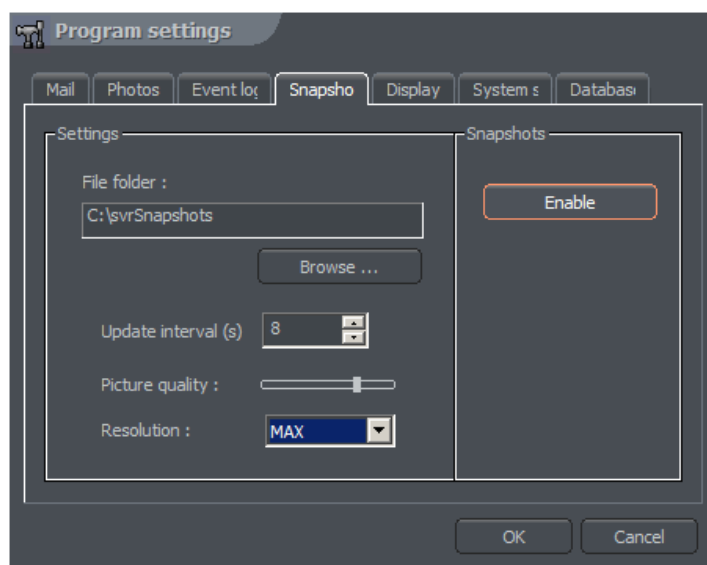 Program settings
Mail Photos Event log Snapsho Display System s Databas
Settings
File folder :
C:\svrSnapshots
Browse ...
Update interval (s) 8
Picture quality :
Resolution : MAX
Snapshots
Enable
OK Cancel